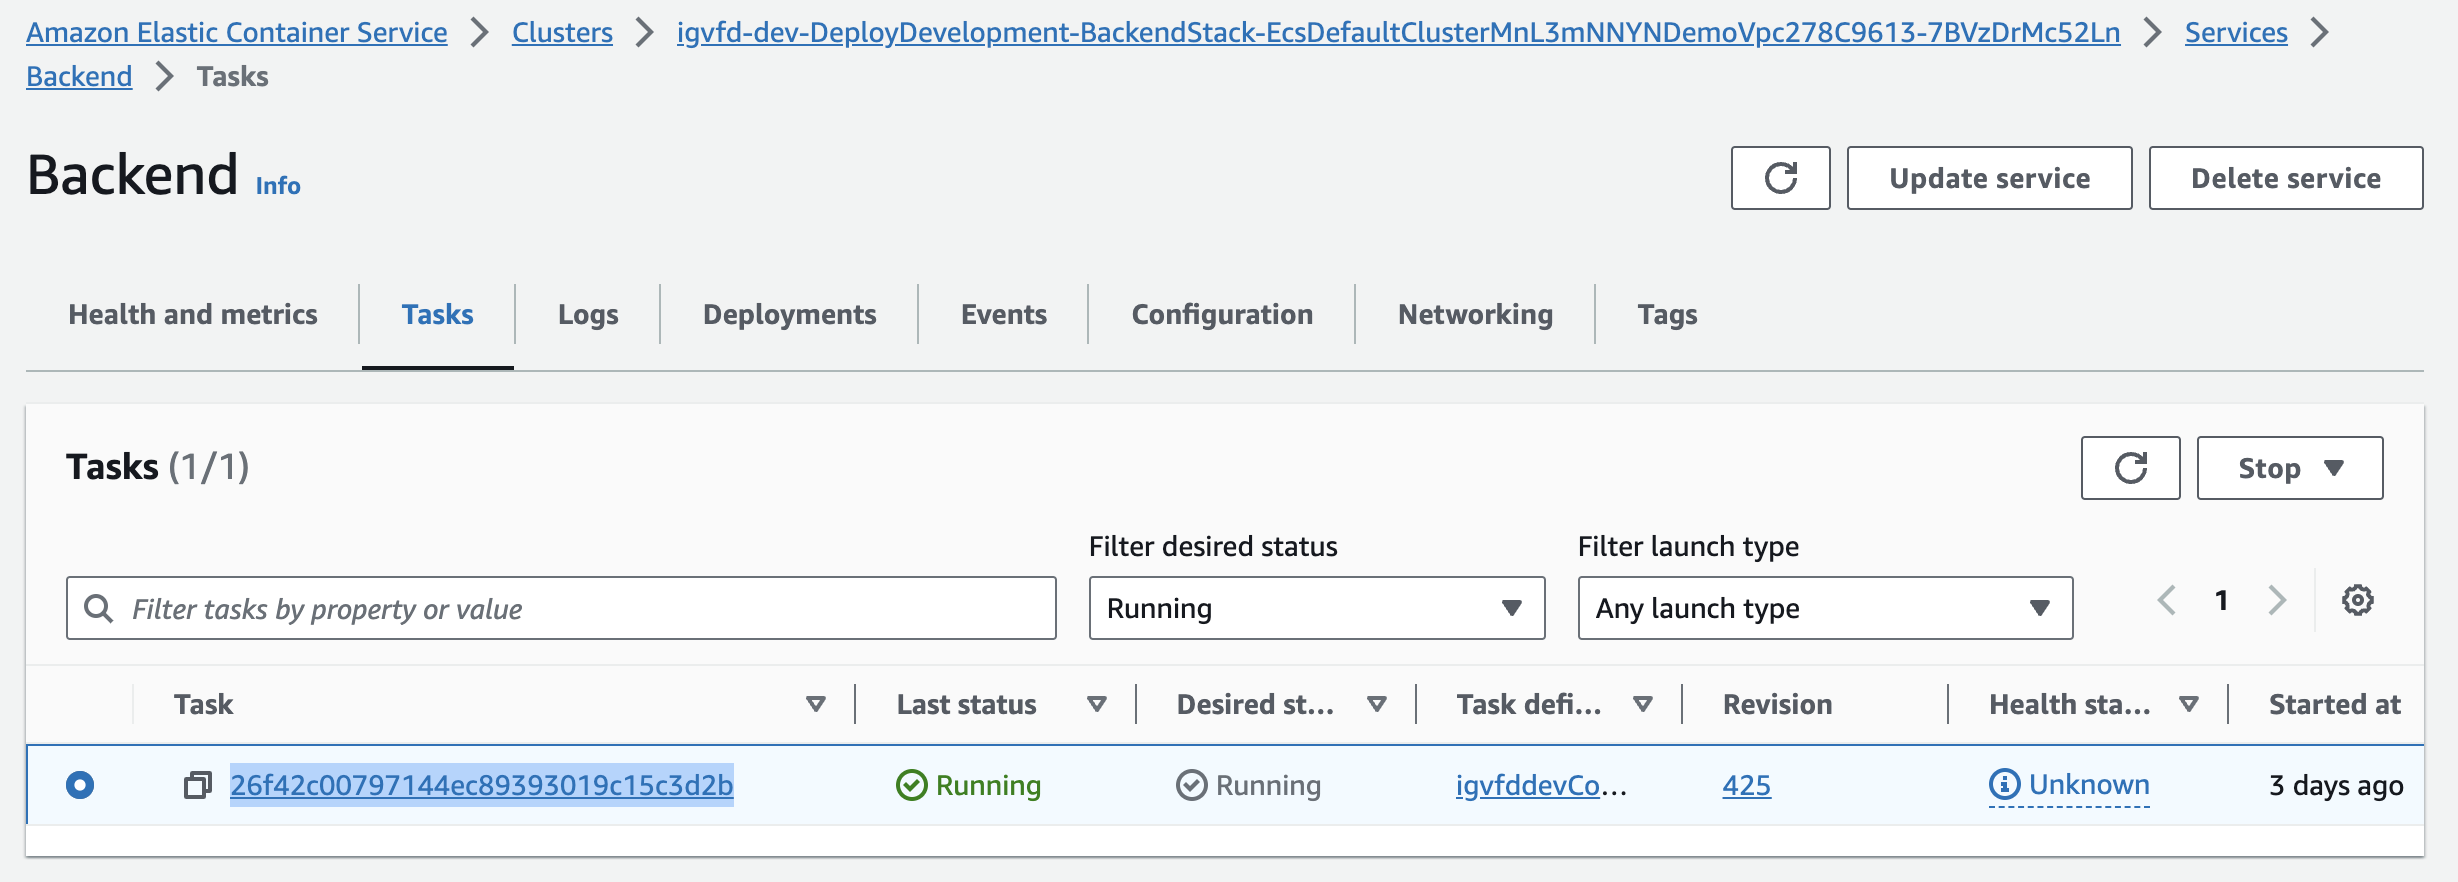 Amazon Elastic Container Service > Clusters > igvfd-dev-DeployDevelopment-BackendStack-EcsDefaultClusterMnL3mNNYNDemoVpc278C9613-7BVzDrMc52Ln > Services >
Backend > Tasks
Backend Info
Update service
Delete service
Health and metrics
Tasks
Logs
Deployments
Events
Configuration
Networking
Tags
Tasks (1/1)
Stop
Filter desired status
Filter launch type
Filter tasks by property or value
Running
Any launch type
1
Task
Last status
Desired st...
Task defi...
Revision
Health sta...
Started at
26f42c00797144ec89393019c15c3d2b
Running
Running
igvfddevCo...
425
Unknown
3 days ago